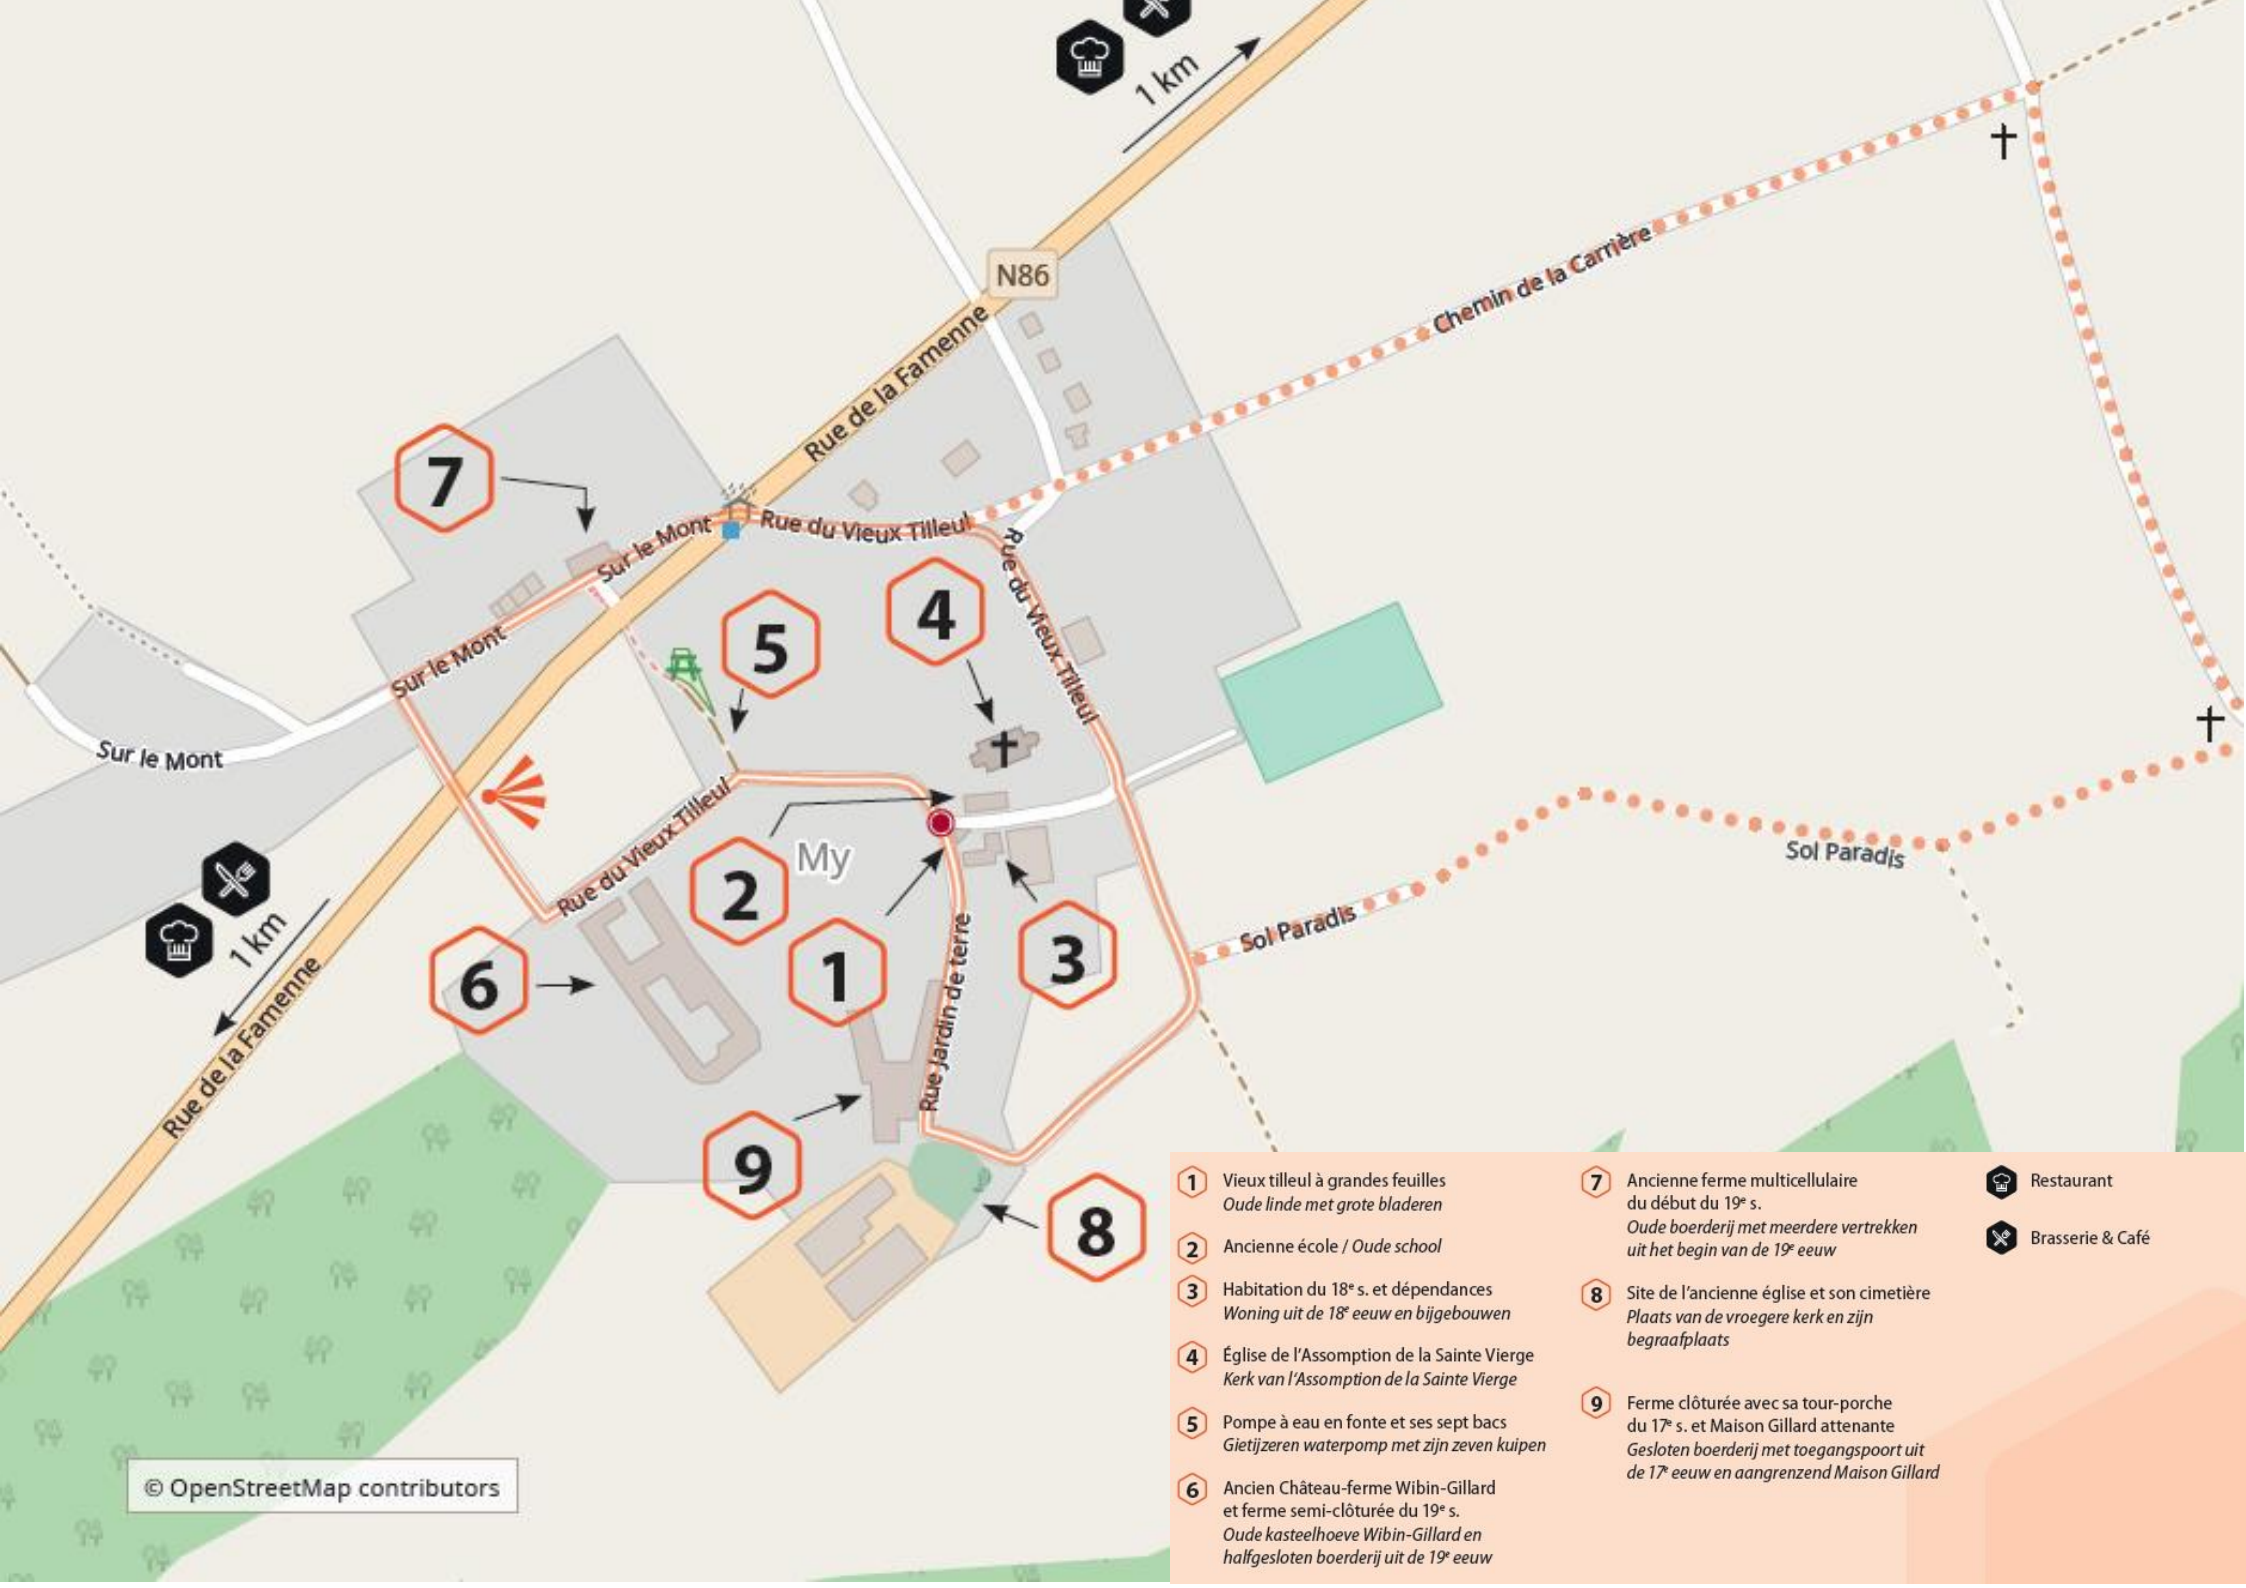 1 km
N86
Chemin de la Carrière
Rue de la Famenne
7
Rue du Vieux Tilleul
Sur le Mont
Rue du Vieux Tilleul
4
5
Sur le Mont
Sur le Mont
Rue du Vieux Tilleul
My
2
Sol Paradis
Sol Paradis
1 km
6
1
3
Rue de la Famenne
Rue Jardin de terre
9
8
© OpenStreetMap contributors
1 Vieux tilleul à grandes feuilles
Oude linde met grote bladeren
2 Ancienne école / Oude school
3 Habitation du 18e s. et dépendances
Woning uit de 18e eeuw en bijgebouwen
4 Église de l'Assomption de la Sainte Vierge
Kerk van l'Assomption de la Sainte Vierge
5 Pompe à eau en fonte et ses sept bacs
Gietijzeren waterpomp met zijn zeven kuipen
6 Ancien Château-ferme Wibin-Gillard
et ferme semi-clôturée du 19e s.
Oude kasteelhoeve Wibin-Gillard en
halfgesloten boerderij uit de 19e eeuw
7 Ancienne ferme multicellulaire
du début du 19e s.
Oude boerderij met meerdere vertrekken
uit het begin van de 19e eeuw
8 Site de l'ancienne église et son cimetière
Plaats van de vroegere kerk en zijn
begraafplaats
9 Ferme clôturée avec sa tour-porche
du 17e s. et Maison Gillard attenante
Gesloten boerderij met toegangspoort uit
de 17e eeuw en aangrenzend Maison Gillard
Restaurant
Brasserie & Café